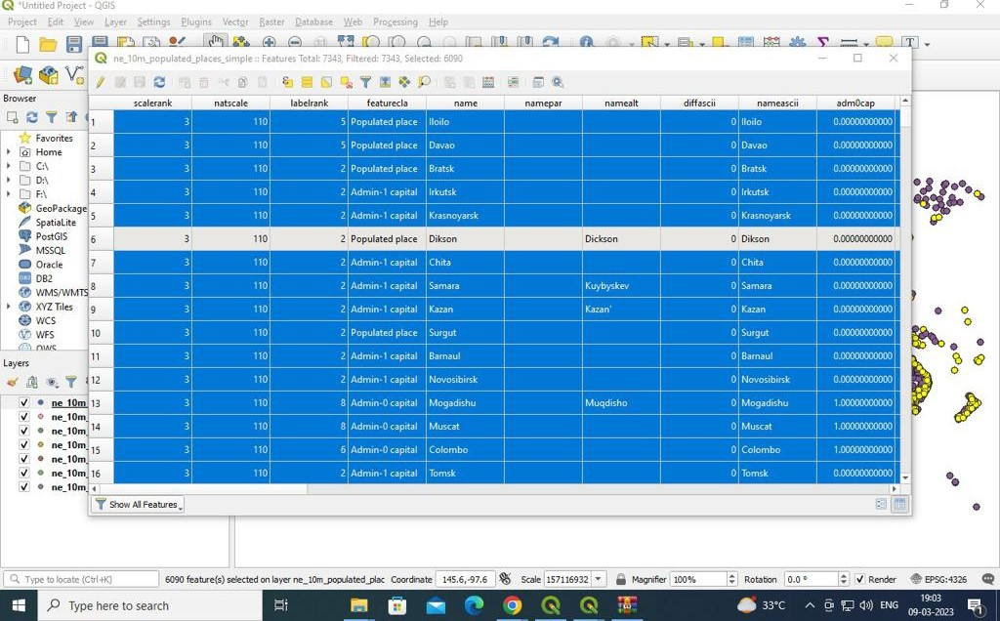 *Untitled Project - QGIS
Project Edit View Layer Settings Plugins Vector Raster Database Web Processing Help
ne_10m_populated_places_simple :: Features Total: 7343, Filtered: 7343, Selected: 6090
Browser
Favorites
Home
C:\
D:\
F:\
GeoPackage
SpatiaLite
PostGIS
MSSQL
Oracle
DB2
WMS/WMTS
XYZ Tiles
WCS
WFS
OWS
Layers
ne_10m_
ne_10m_
ne_10m_
ne_10m_
ne_10m_
ne_10m_
ne_10m_
scalerank natscale labelrank featurecla name namepar namealt diffascii nameascii adm0cap
1 3 110 5 Populated place Iloilo 0 Iloilo 0.00000000000
2 3 110 5 Populated place Davao 0 Davao 0.00000000000
3 3 110 2 Populated place Bratsk 0 Bratsk 0.00000000000
4 3 110 2 Admin-1 capital Irkutsk 0 Irkutsk 0.00000000000
5 3 110 2 Admin-1 capital Krasnoyarsk 0 Krasnoyarsk 0.00000000000
6 3 110 2 Populated place Dikson Dickson 0 Dikson 0.00000000000
7 3 110 2 Admin-1 capital Chita 0 Chita 0.00000000000
8 3 110 2 Admin-1 capital Samara Kuybyskev 0 Samara 0.00000000000
9 3 110 2 Admin-1 capital Kazan Kazan' 0 Kazan 0.00000000000
10 3 110 2 Populated place Surgut 0 Surgut 0.00000000000
11 3 110 2 Admin-1 capital Barnaul 0 Barnaul 0.00000000000
12 3 110 2 Admin-1 capital Novosibirsk 0 Novosibirsk 0.00000000000
13 3 110 8 Admin-0 capital Mogadishu Muqdisho 0 Mogadishu 1.00000000000
14 3 110 8 Admin-0 capital Muscat 0 Muscat 1.00000000000
15 3 110 6 Admin-0 capital Colombo 0 Colombo 1.00000000000
16 3 110 2 Admin-1 capital Tomsk 0 Tomsk 0.00000000000
Show All Features
Type to locate (Ctrl+K) 6090 feature(s) selected on layer ne_10m_populated_plac Coordinate 145.6,-97.6 Scale 157116932 Magnifier 100% Rotation 0.0 ° Render EPSG:4326
Type here to search 33°C ENG 19:03
09-03-2023